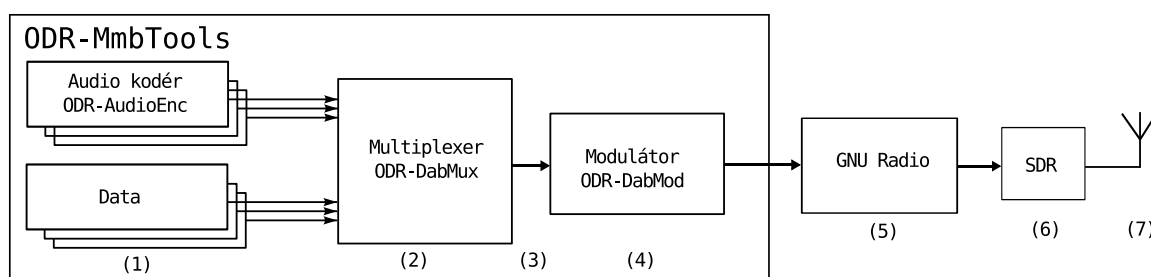 ODR-MmbTools
Audio kodér
ODR-AudioEnc
Data
(1)
Multiplexer
ODR-DabMux
(2)
(3)
Modulátor
ODR-DabMod
(4)
GNU Radio
(5)
SDR
(6)
(7)